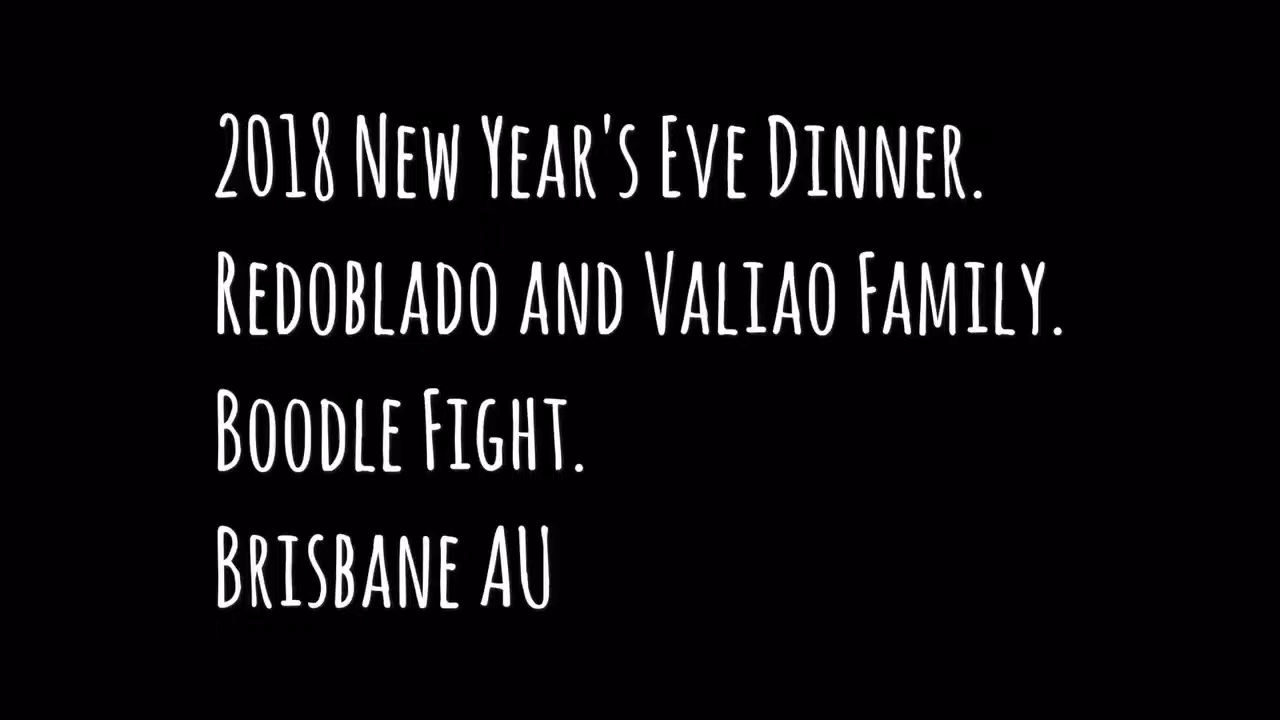 2018 New Year's Eve Dinner.
Redoblado and Valiao Family.
Boodle Fight.
Brisbane AU